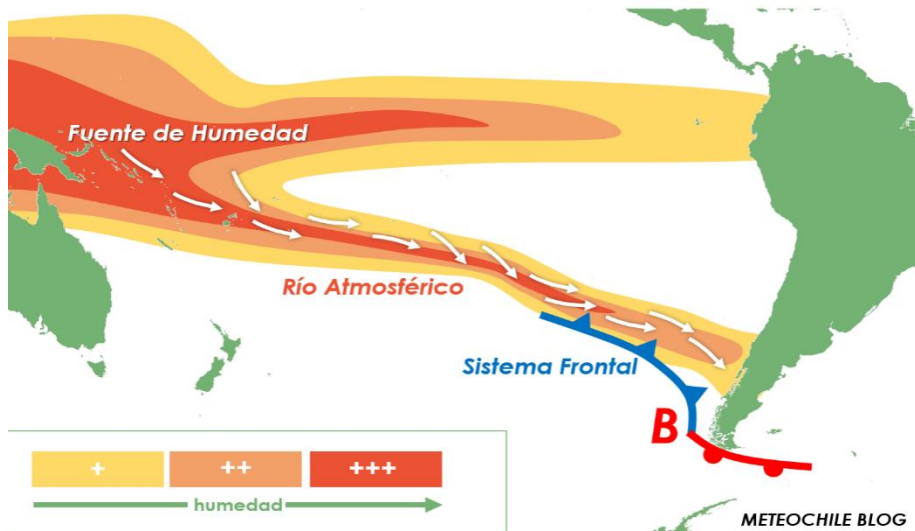 Fuente de Humedad
Río Atmosférico
Sistema Frontal
B
+ ++ +++
humedad
METEOCHILE BLOG